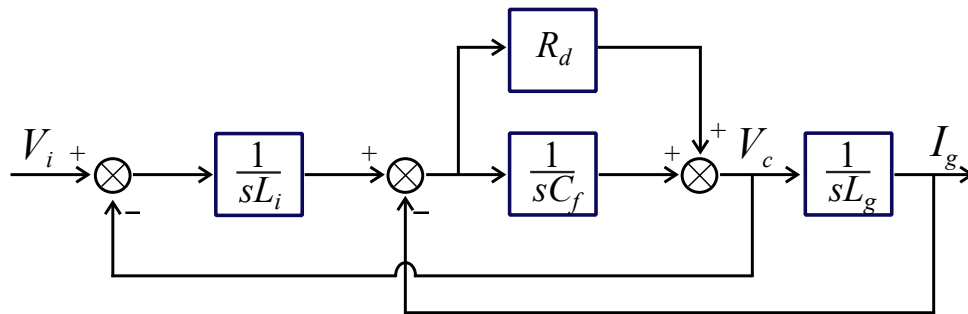 R_d
V_i
+
−
1
sL_i
+
−
1
sC_f
+
+
V_c
1
sL_g
I_g